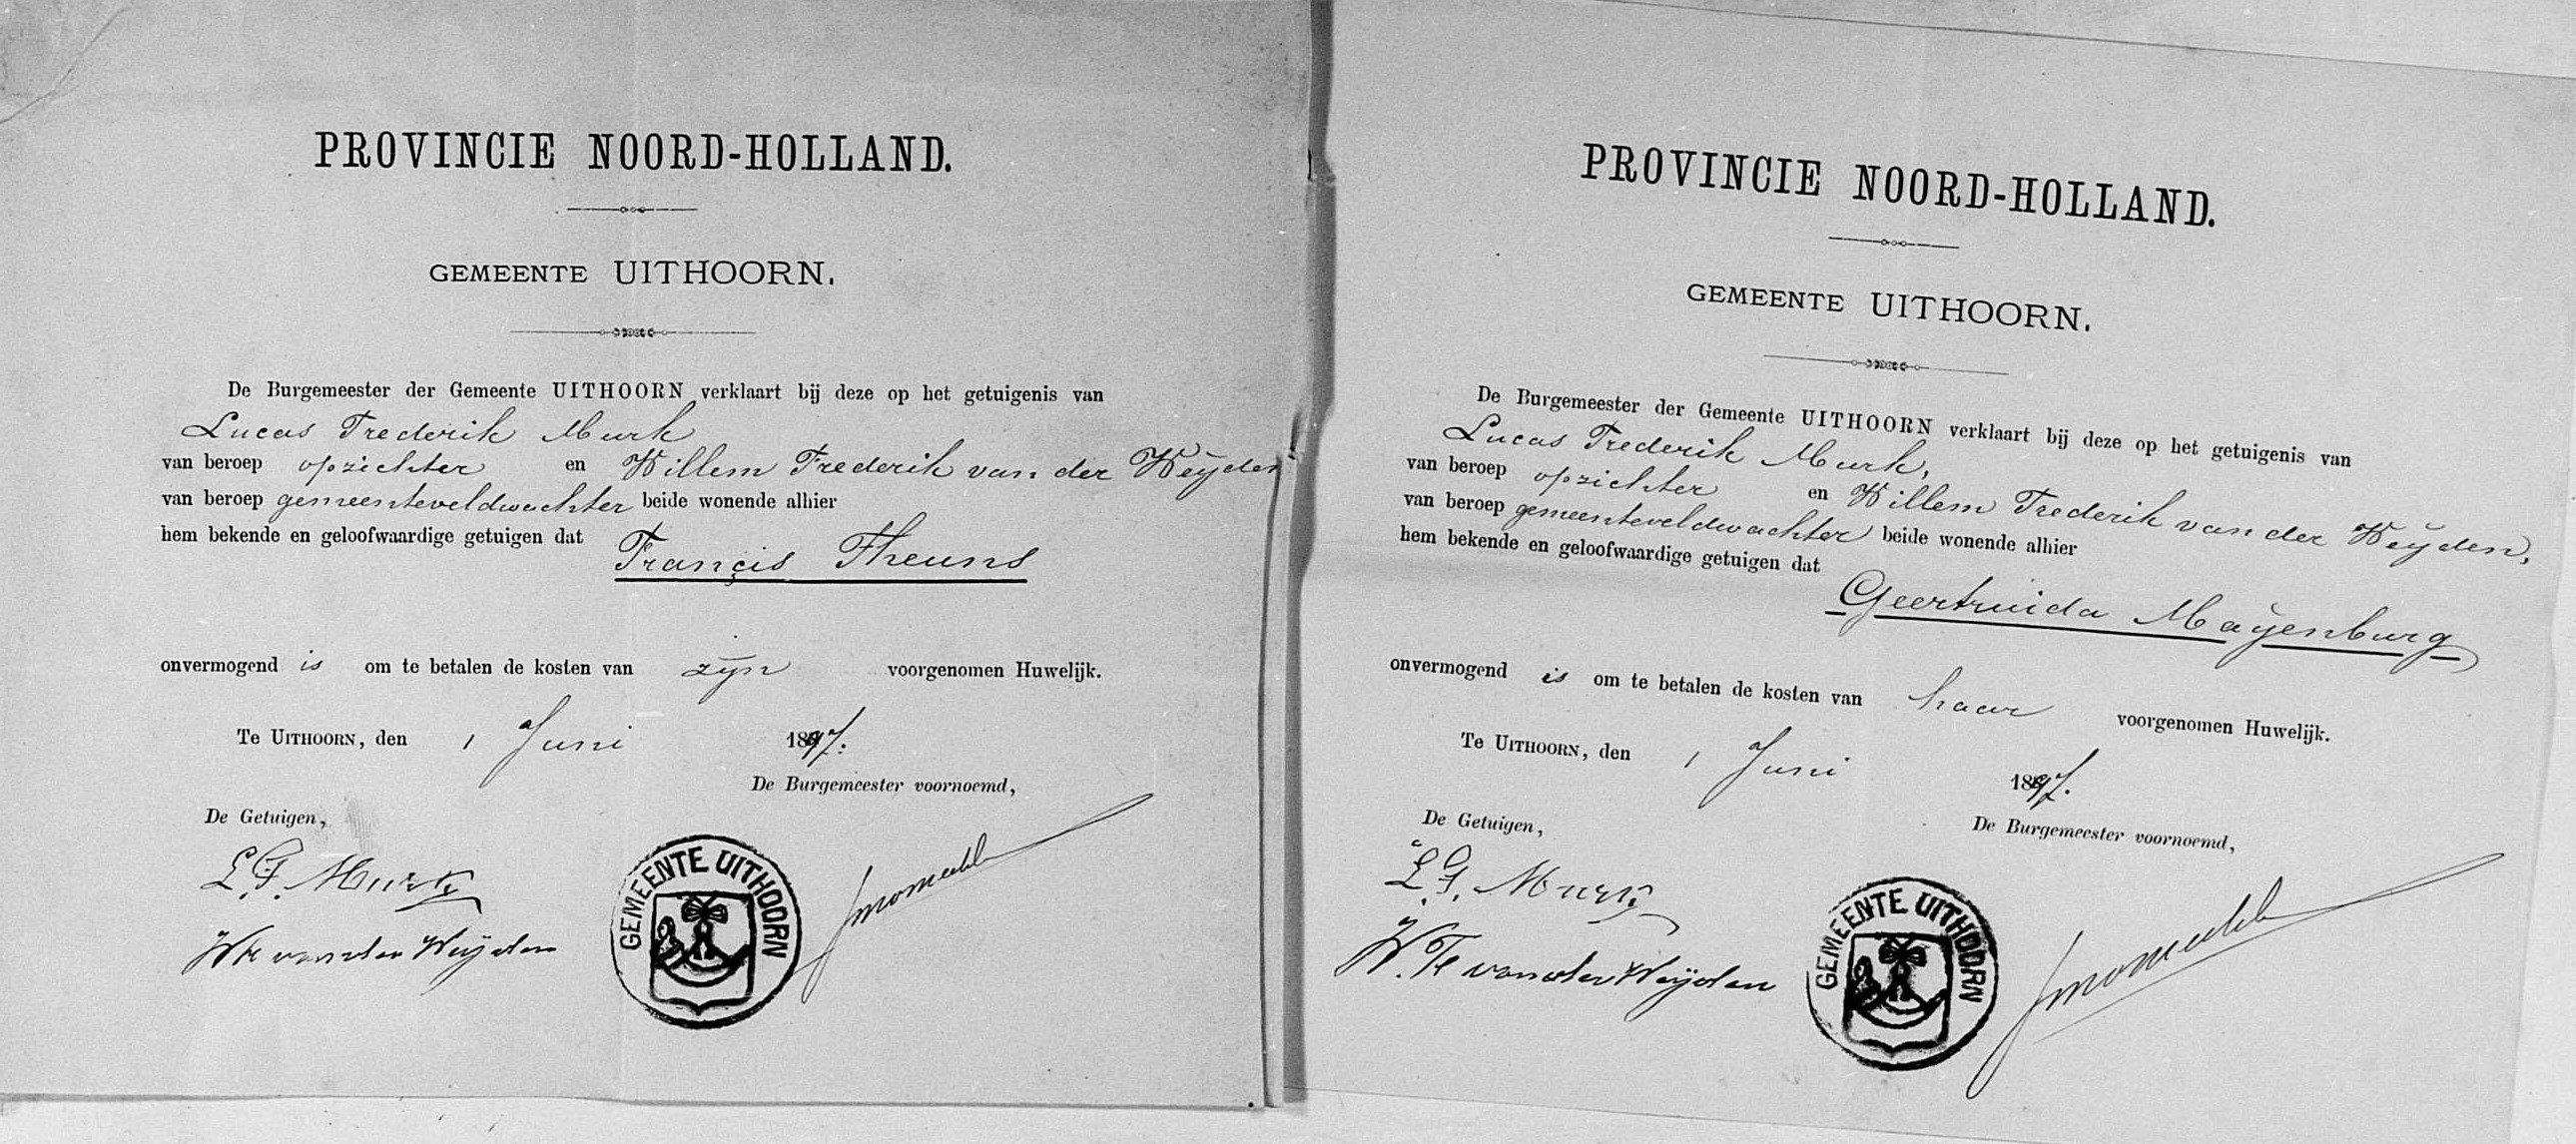 PROVINCIE NOORD-HOLLAND.
GEMEENTE UITHOORN.
De Burgemeester der Gemeente UITHOORN verklaart bij deze op het getuigenis van
Lucas Frederik Murk
van beroep opzichter en Willem Frederik van der Weijden
van beroep gemeenteveldwachter beide wonende alhier
hem bekende en geloofwaardige getuigen dat
Françis Theuns
onvermogend is om te betalen de kosten van zijn voorgenomen Huwelijk.
Te UITHOORN, den 1 Juni 1897.
De Burgemeester voornoemd,
De Getuigen,
L.F. Murk
WF van der Weijden
GEMEENTE UITHOORN
PROVINCIE NOORD-HOLLAND.
GEMEENTE UITHOORN.
De Burgemeester der Gemeente UITHOORN verklaart bij deze op het getuigenis van
Lucas Frederik Murk,
van beroep opzichter en Willem Frederik van der Weijden,
van beroep gemeenteveldwachter beide wonende alhier
hem bekende en geloofwaardige getuigen dat
Geertruida Maÿenburg
onvermogend is om te betalen de kosten van haar voorgenomen Huwelijk.
Te UITHOORN, den 1 Juni 1897.
De Burgemeester voornoemd,
De Getuigen,
L.F. Murk
W.F. van der Weijden
GEMEENTE UITHOORN